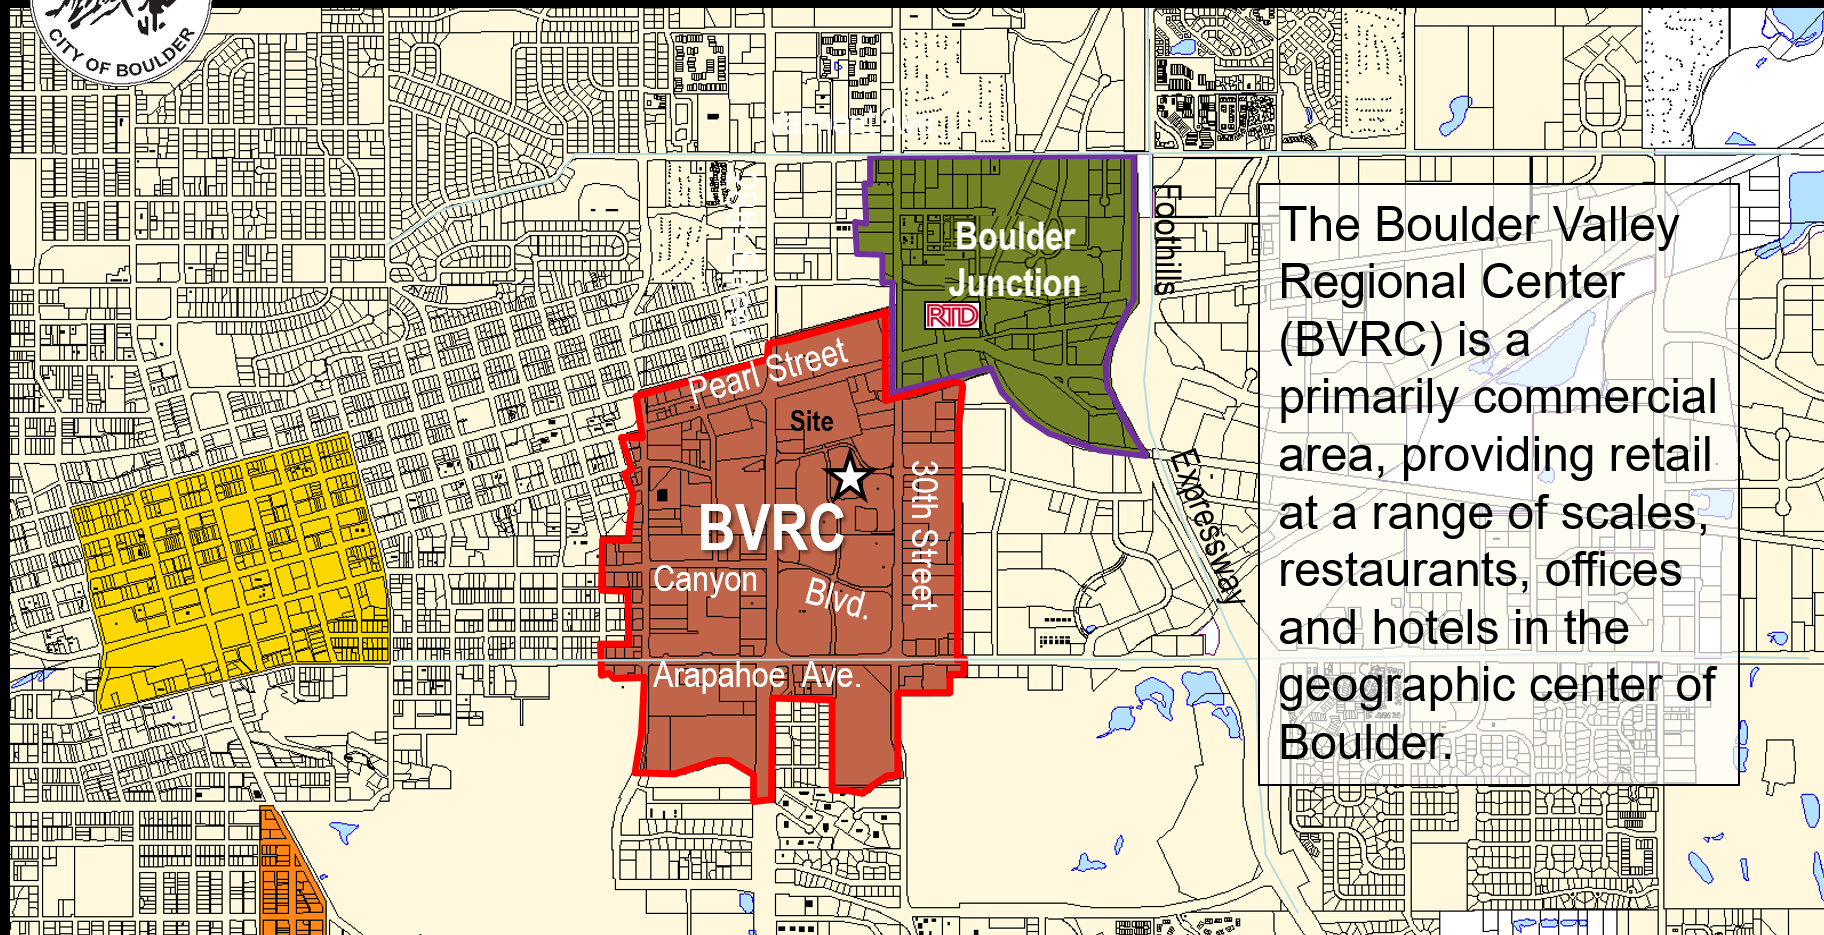 CITY OF BOULDER
Valmont Ave.
Foothills
Boulder
Junction
RTD
Pearl Street
Site
30th Street
BVRC
Canyon
Blvd.
Expressway
Arapahoe Ave.
The Boulder Valley
Regional Center
(BVRC) is a
primarily commercial
area, providing retail
at a range of scales,
restaurants, offices
and hotels in the
geographic center of
Boulder.